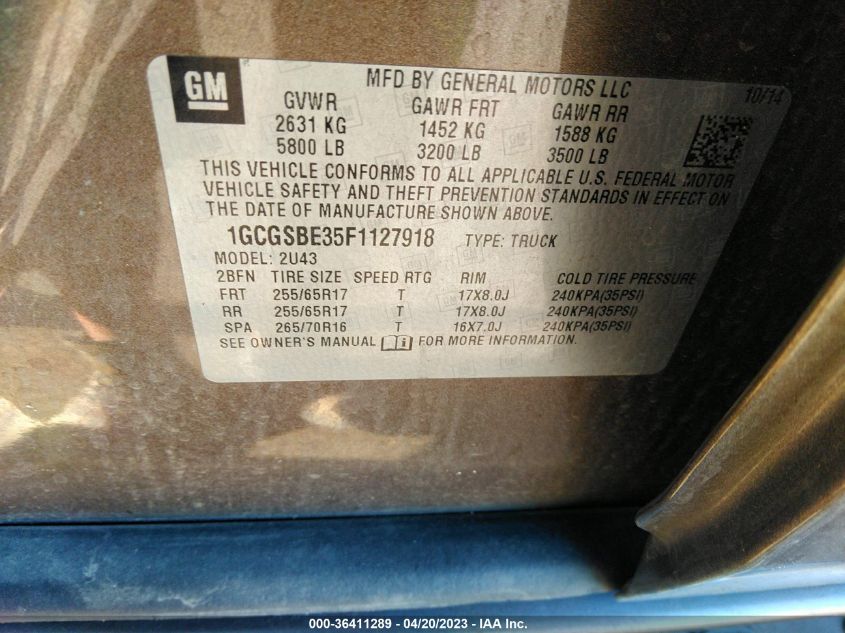 GM
MFD BY GENERAL MOTORS LLC
10/14
GVWR GAWR FRT GAWR RR
2631 KG 1452 KG 1588 KG
5800 LB 3200 LB 3500 LB
THIS VEHICLE CONFORMS TO ALL APPLICABLE U.S. FEDERAL MOTOR
VEHICLE SAFETY AND THEFT PREVENTION STANDARDS IN EFFECT ON
THE DATE OF MANUFACTURE SHOWN ABOVE.
1GCGSBE35F1127918 TYPE: TRUCK
MODEL: 2U43
2BFN TIRE SIZE SPEED RTG RIM COLD TIRE PRESSURE
FRT 255/65R17 T 17X8.0J 240KPA(35PSI)
RR 255/65R17 T 17X8.0J 240KPA(35PSI)
SPA 265/70R16 T 16X7.0J 240KPA(35PSI)
SEE OWNER'S MANUAL FOR MORE INFORMATION.
000-36411289 - 04/20/2023 - IAA Inc.